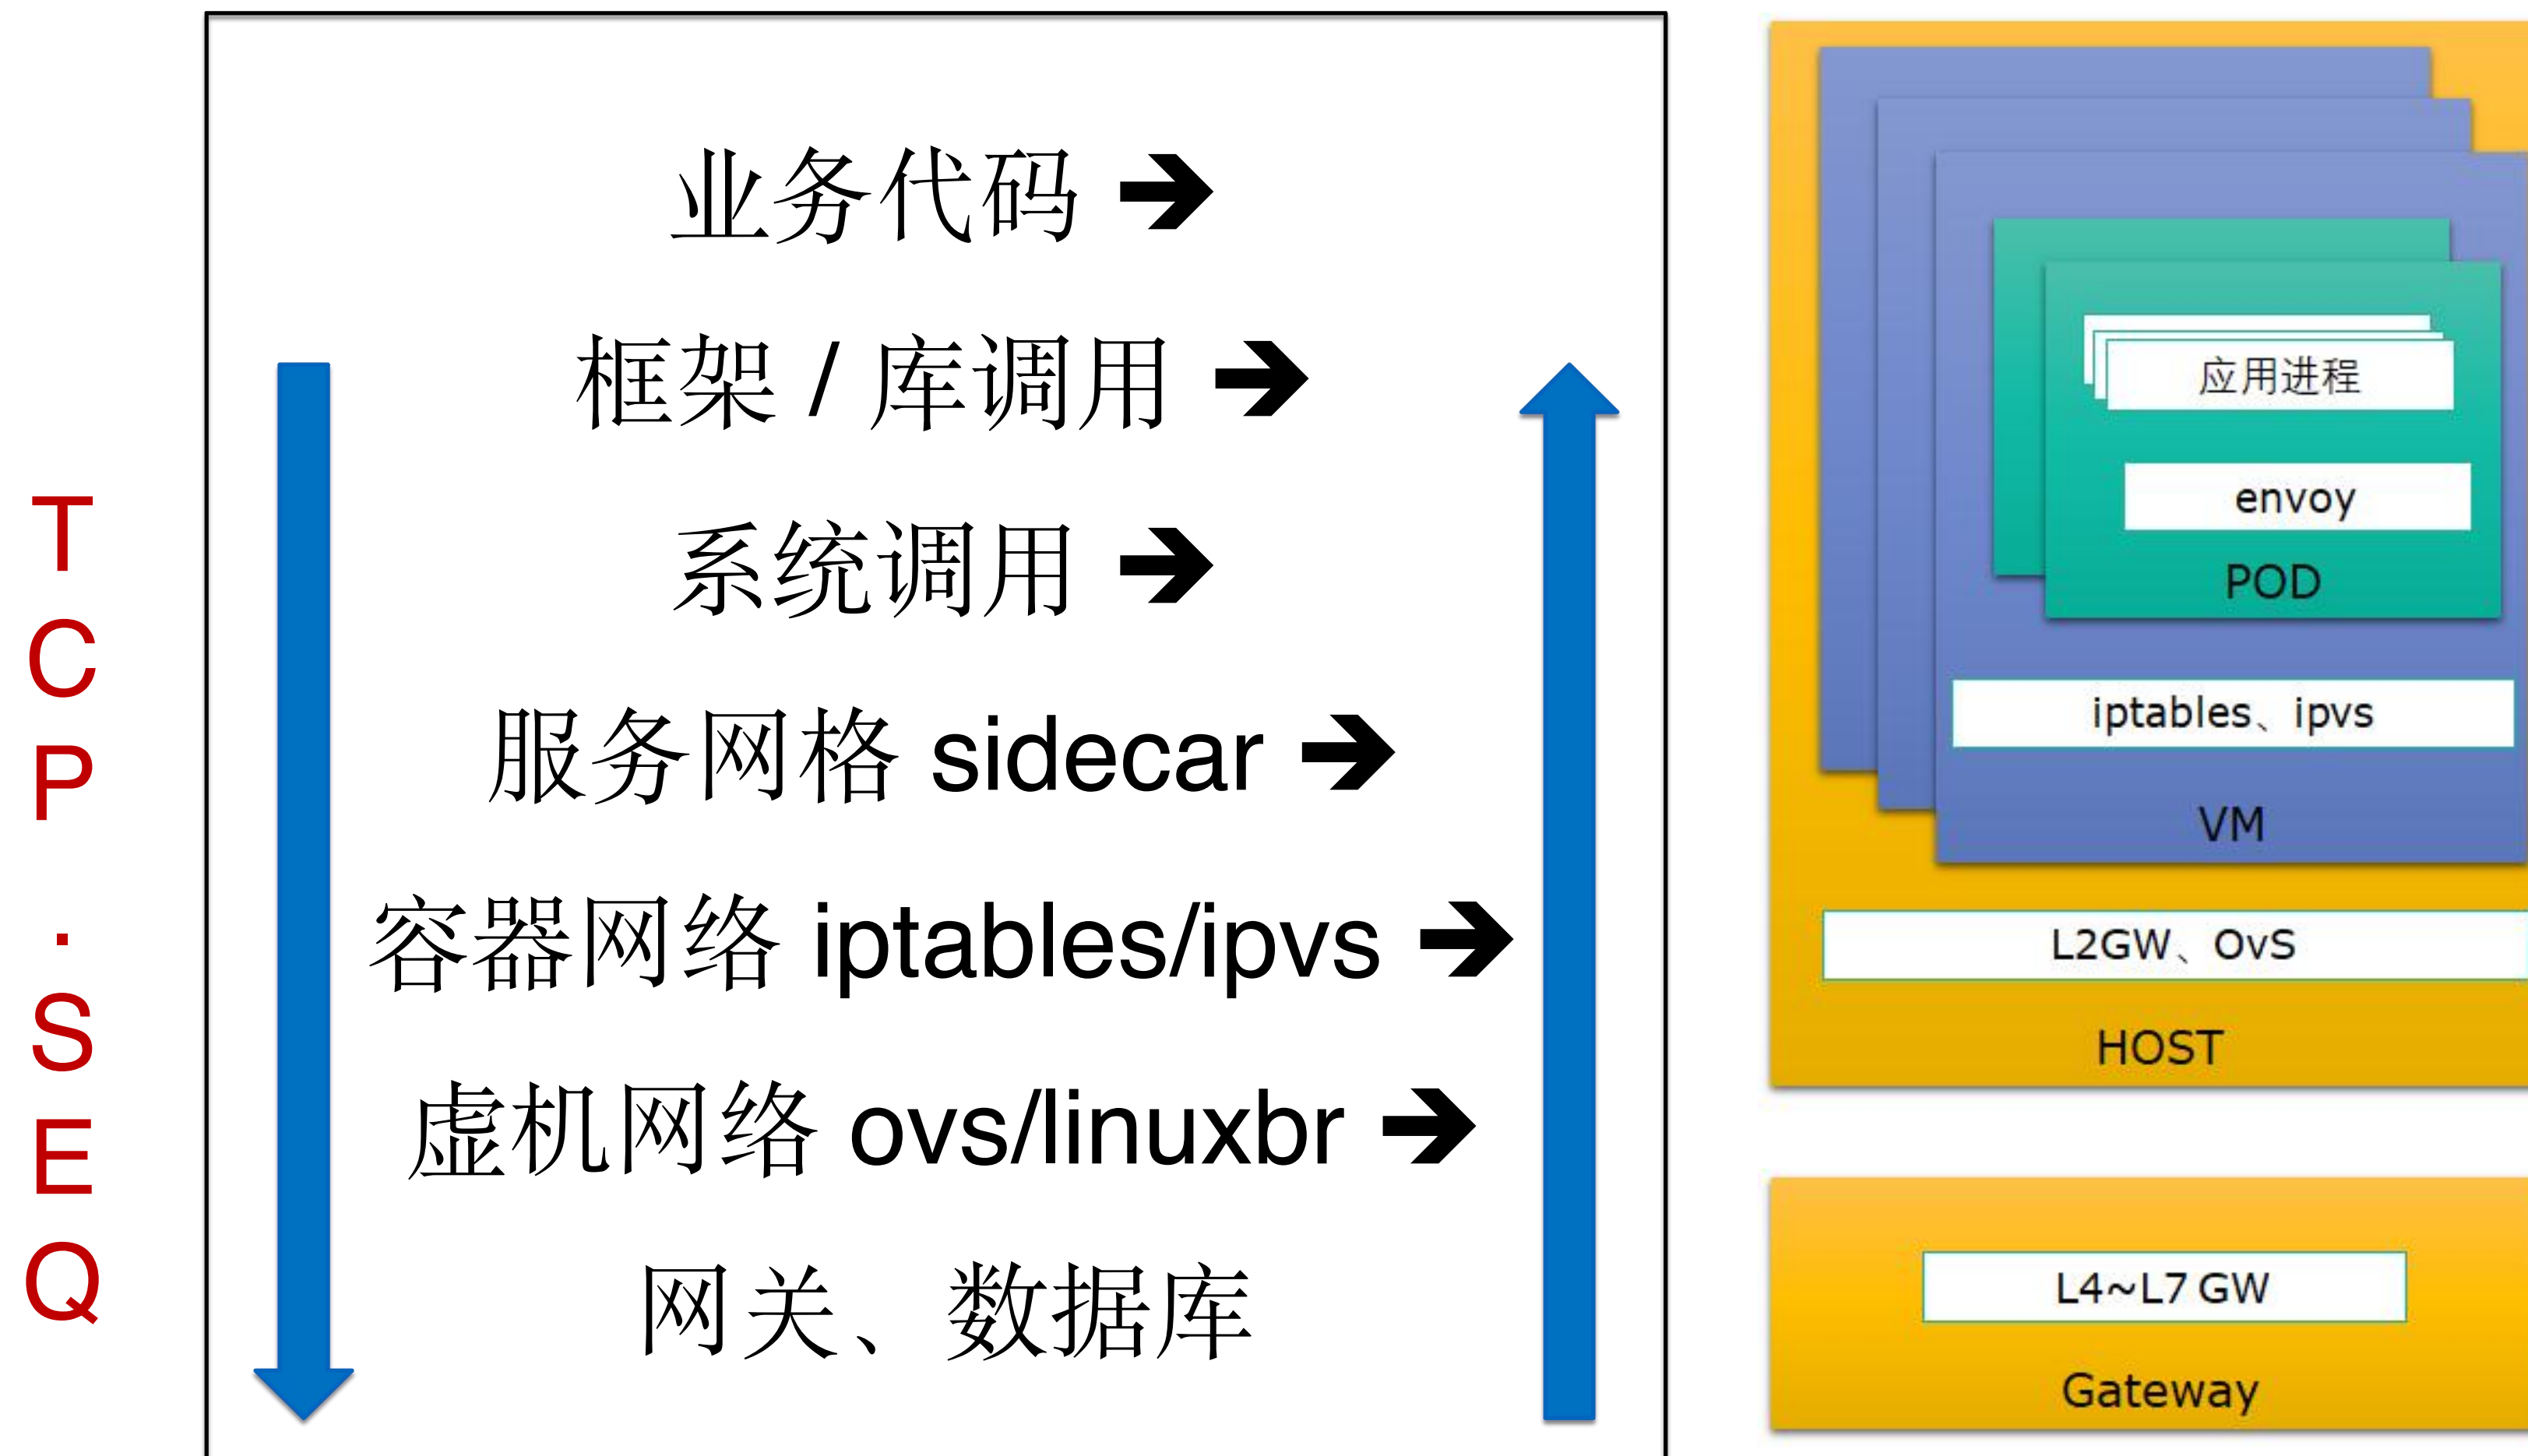 TCP.SEQ
业务代码 ➔
框架 / 库调用 ➔
系统调用 ➔
服务网格 sidecar ➔
容器网络 iptables/ipvs ➔
虚机网络 ovs/linuxbr ➔
网关、数据库
应用进程
envoy
POD
iptables、ipvs
VM
L2GW、OvS
HOST
L4~L7 GW
Gateway